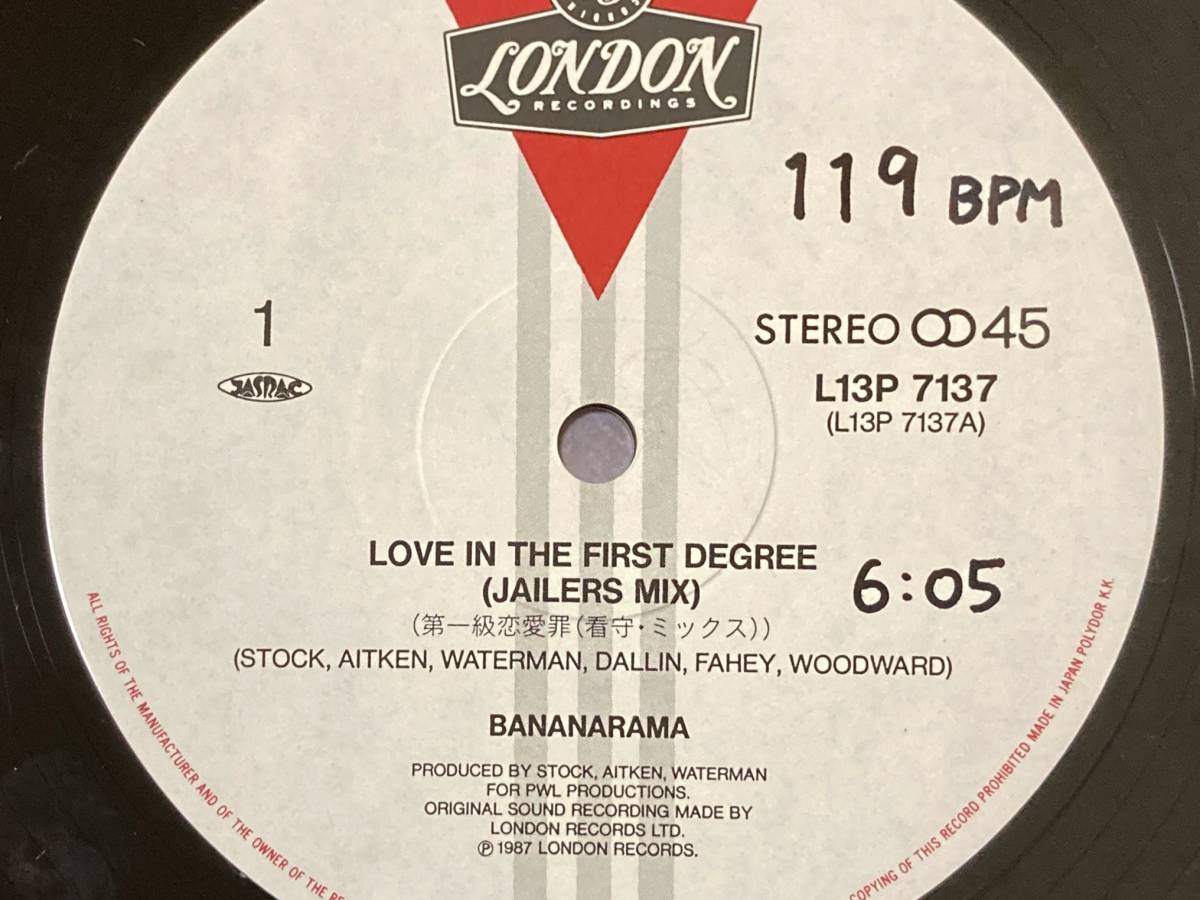 LONDON
RECORDINGS
119 BPM
1
JASRAC
STEREO 45
L13P 7137
(L13P 7137A)
LOVE IN THE FIRST DEGREE
(JAILERS MIX)
6:05
(第一級恋愛罪(看守・ミックス))
(STOCK, AITKEN, WATERMAN, DALLIN, FAHEY, WOODWARD)
BANANARAMA
PRODUCED BY STOCK, AITKEN, WATERMAN
FOR PWL PRODUCTIONS.
ORIGINAL SOUND RECORDING MADE BY
LONDON RECORDS LTD.
℗ 1987 LONDON RECORDS.
ALL RIGHTS OF THE MANUFACTURER AND OF THE OWNER OF THE
COPYING OF THIS RECORD PROHIBITED MADE IN JAPAN POLYDOR K.K.